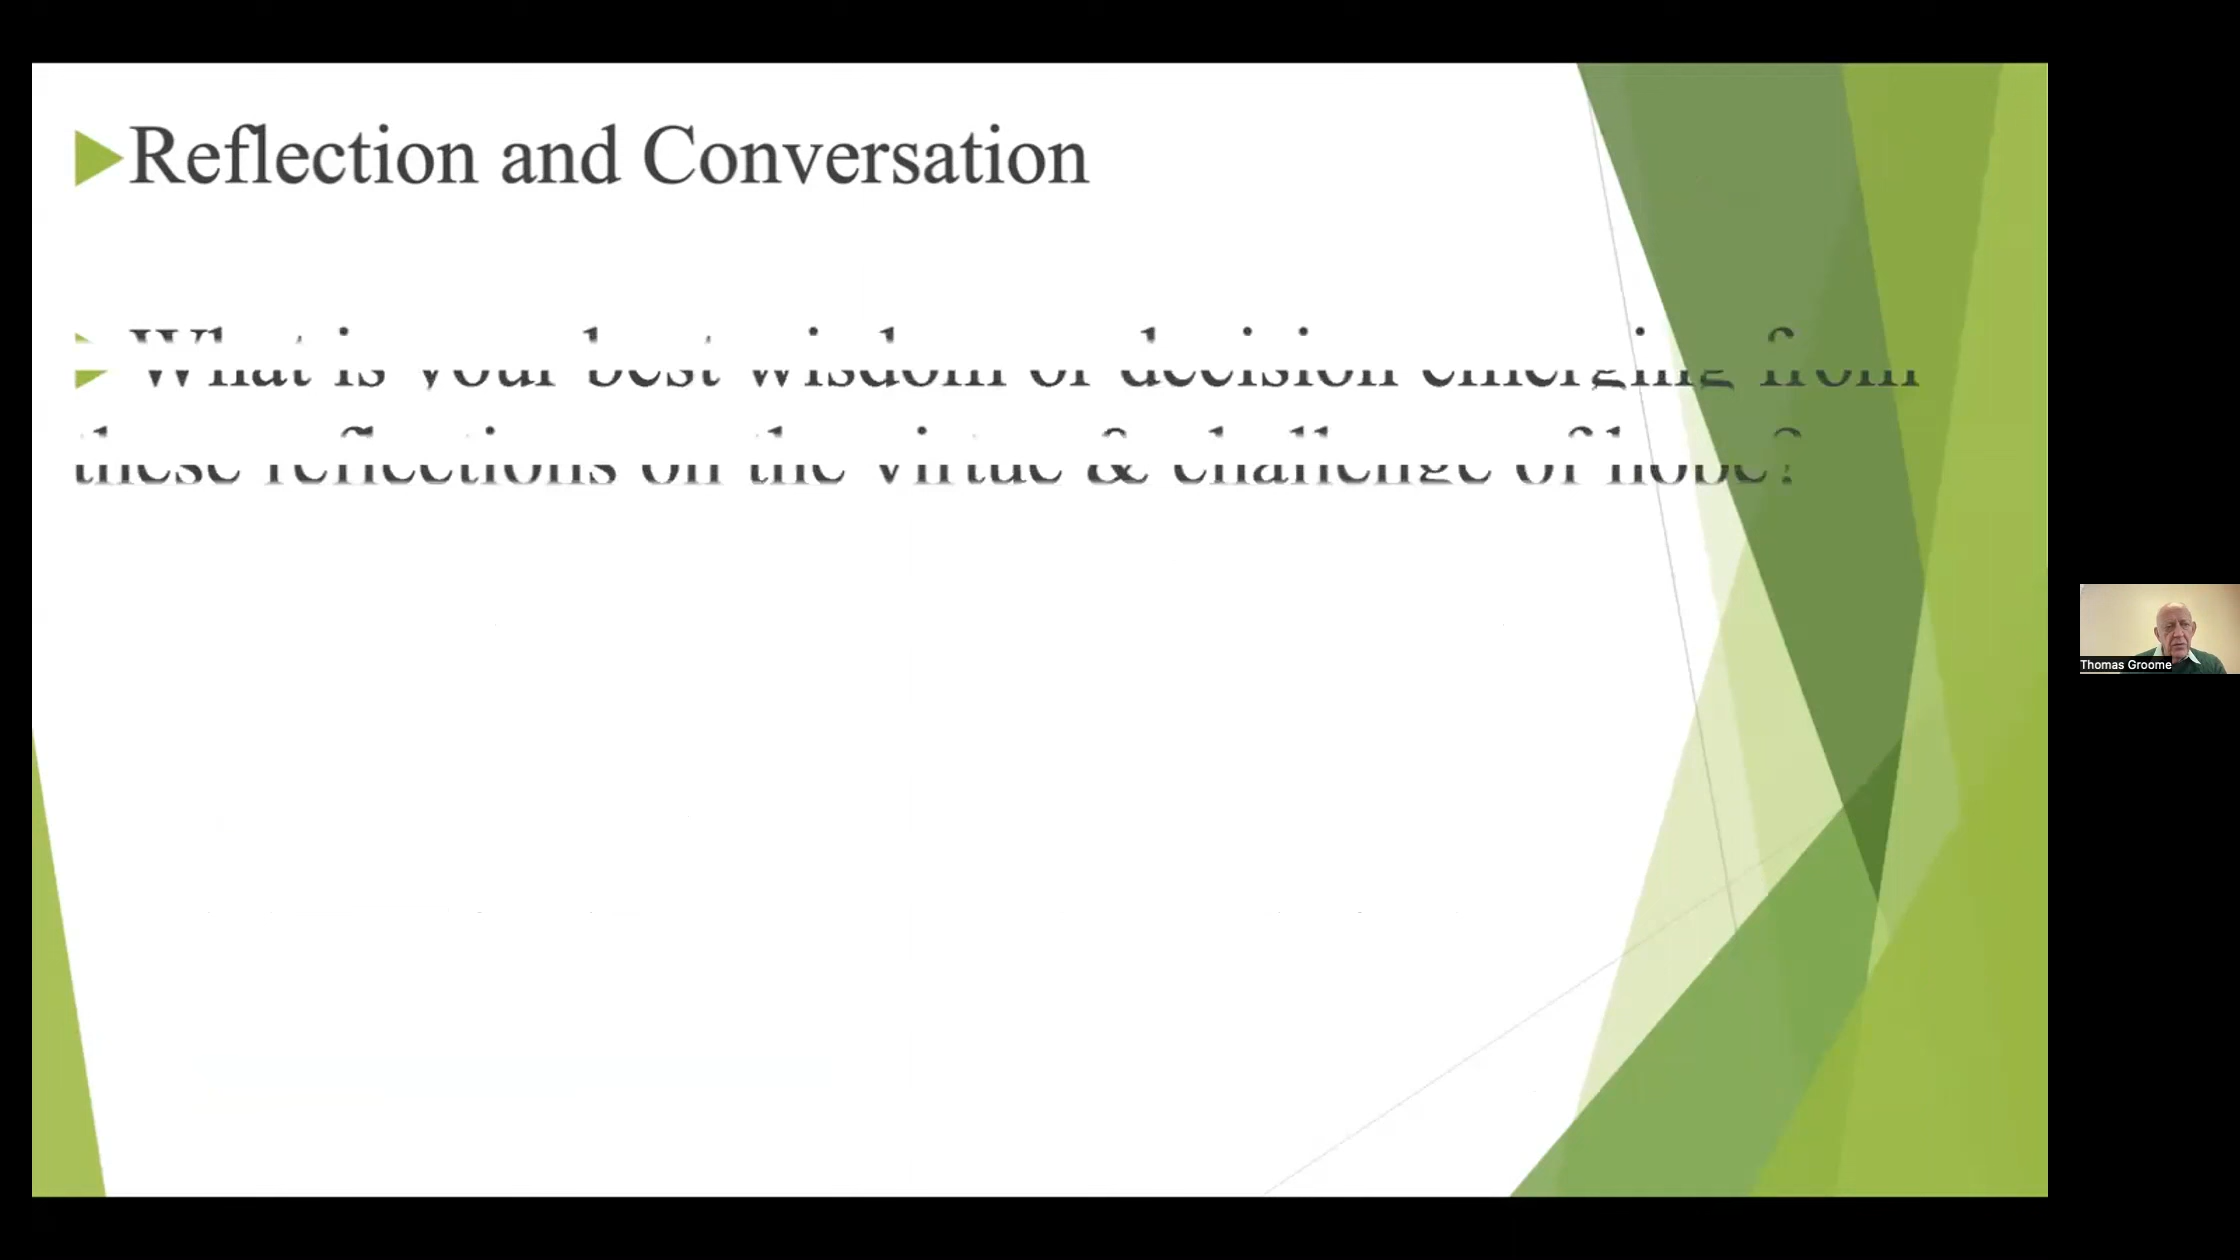 Reflection and Conversation
What is your best wisdom or decision emerging from
these reflections on the virtue & challenge of hope?
Thomas Groome